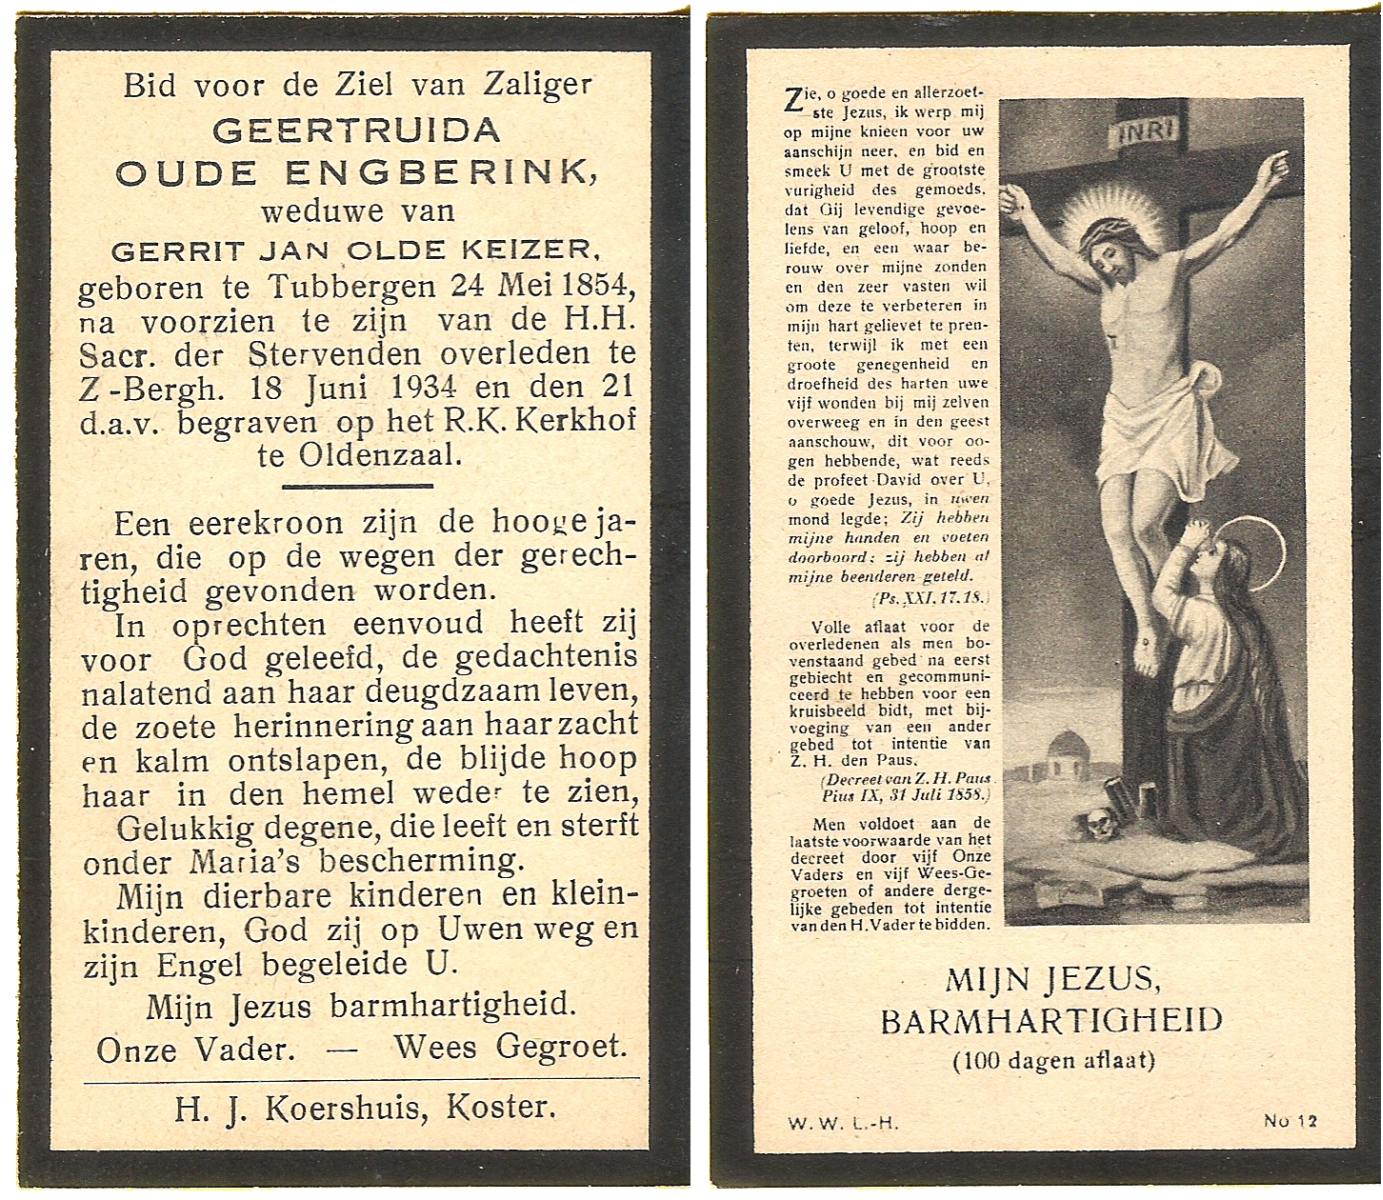 Bid voor de Ziel van Zaliger
GEERTRUIDA
OUDE ENGBERINK,
weduwe van
GERRIT JAN OLDE KEIZER,
geboren te Tubbergen 24 Mei 1854,
na voorzien te zijn van de H.H.
Sacr. der Stervenden overleden te
Z-Bergh. 18 Juni 1934 en den 21
d.a.v. begraven op het R.K. Kerkhof
te Oldenzaal.
Een eerekroon zijn de hooge ja-
ren, die op de wegen der gerech-
tigheid gevonden worden.
In oprechten eenvoud heeft zij
voor God geleefd, de gedachtenis
nalatend aan haar deugdzaam leven,
de zoete herinnering aan haar zacht
en kalm ontslapen, de blijde hoop
haar in den hemel weder te zien,
Gelukkig degene, die leeft en sterft
onder Maria's bescherming.
Mijn dierbare kinderen en klein-
kinderen, God zij op Uwen weg en
zijn Engel begeleide U.
Mijn Jezus barmhartigheid.
Onze Vader. — Wees Gegroet.
H. J. Koershuis, Koster.
Zie, o goede en allerzoet-
ste Jezus, ik werp mij
op mijne knieen voor uw
aanschijn neer, en bid en
smeek U met de grootste
vurigheid des gemoeds,
dat Gij levendige gevoe-
lens van geloof, hoop en
liefde, en een waar be-
rouw over mijne zonden
en den zeer vasten wil
om deze te verbeteren in
mijn hart gelievet te pren-
ten, terwijl ik met een
groote genegenheid en
droefheid des harten uwe
vijf wonden bij mij zelven
overweeg en in den geest
aanschouw, dit voor oo-
gen hebbende, wat reeds
de profeet David over U,
o goede Jezus, in uwen
mond legde; Zij hebben
mijne handen en voeten
doorboord; zij hebben al
mijne beenderen geteld.
(Ps. XXI. 17. 18.)
Volle aflaat voor de
overledenen als men bo-
venstaand gebed na eerst
gebiecht en gecommuni-
ceerd te hebben voor een
kruisbeeld bidt, met bij-
voeging van een ander
gebed tot intentie van
Z. H. den Paus.
(Decreet van Z. H. Paus
Pius IX, 31 Juli 1858.)
Men voldoet aan de
laatste voorwaarde van het
decreet door vijf Onze
Vaders en vijf Wees-Ge-
groeten of andere derge-
lijke gebeden tot intentie
van den H. Vader te bidden.
INRI
MIJN JEZUS,
BARMHARTIGHEID
(100 dagen aflaat)
W. W. L.-H.
No 12